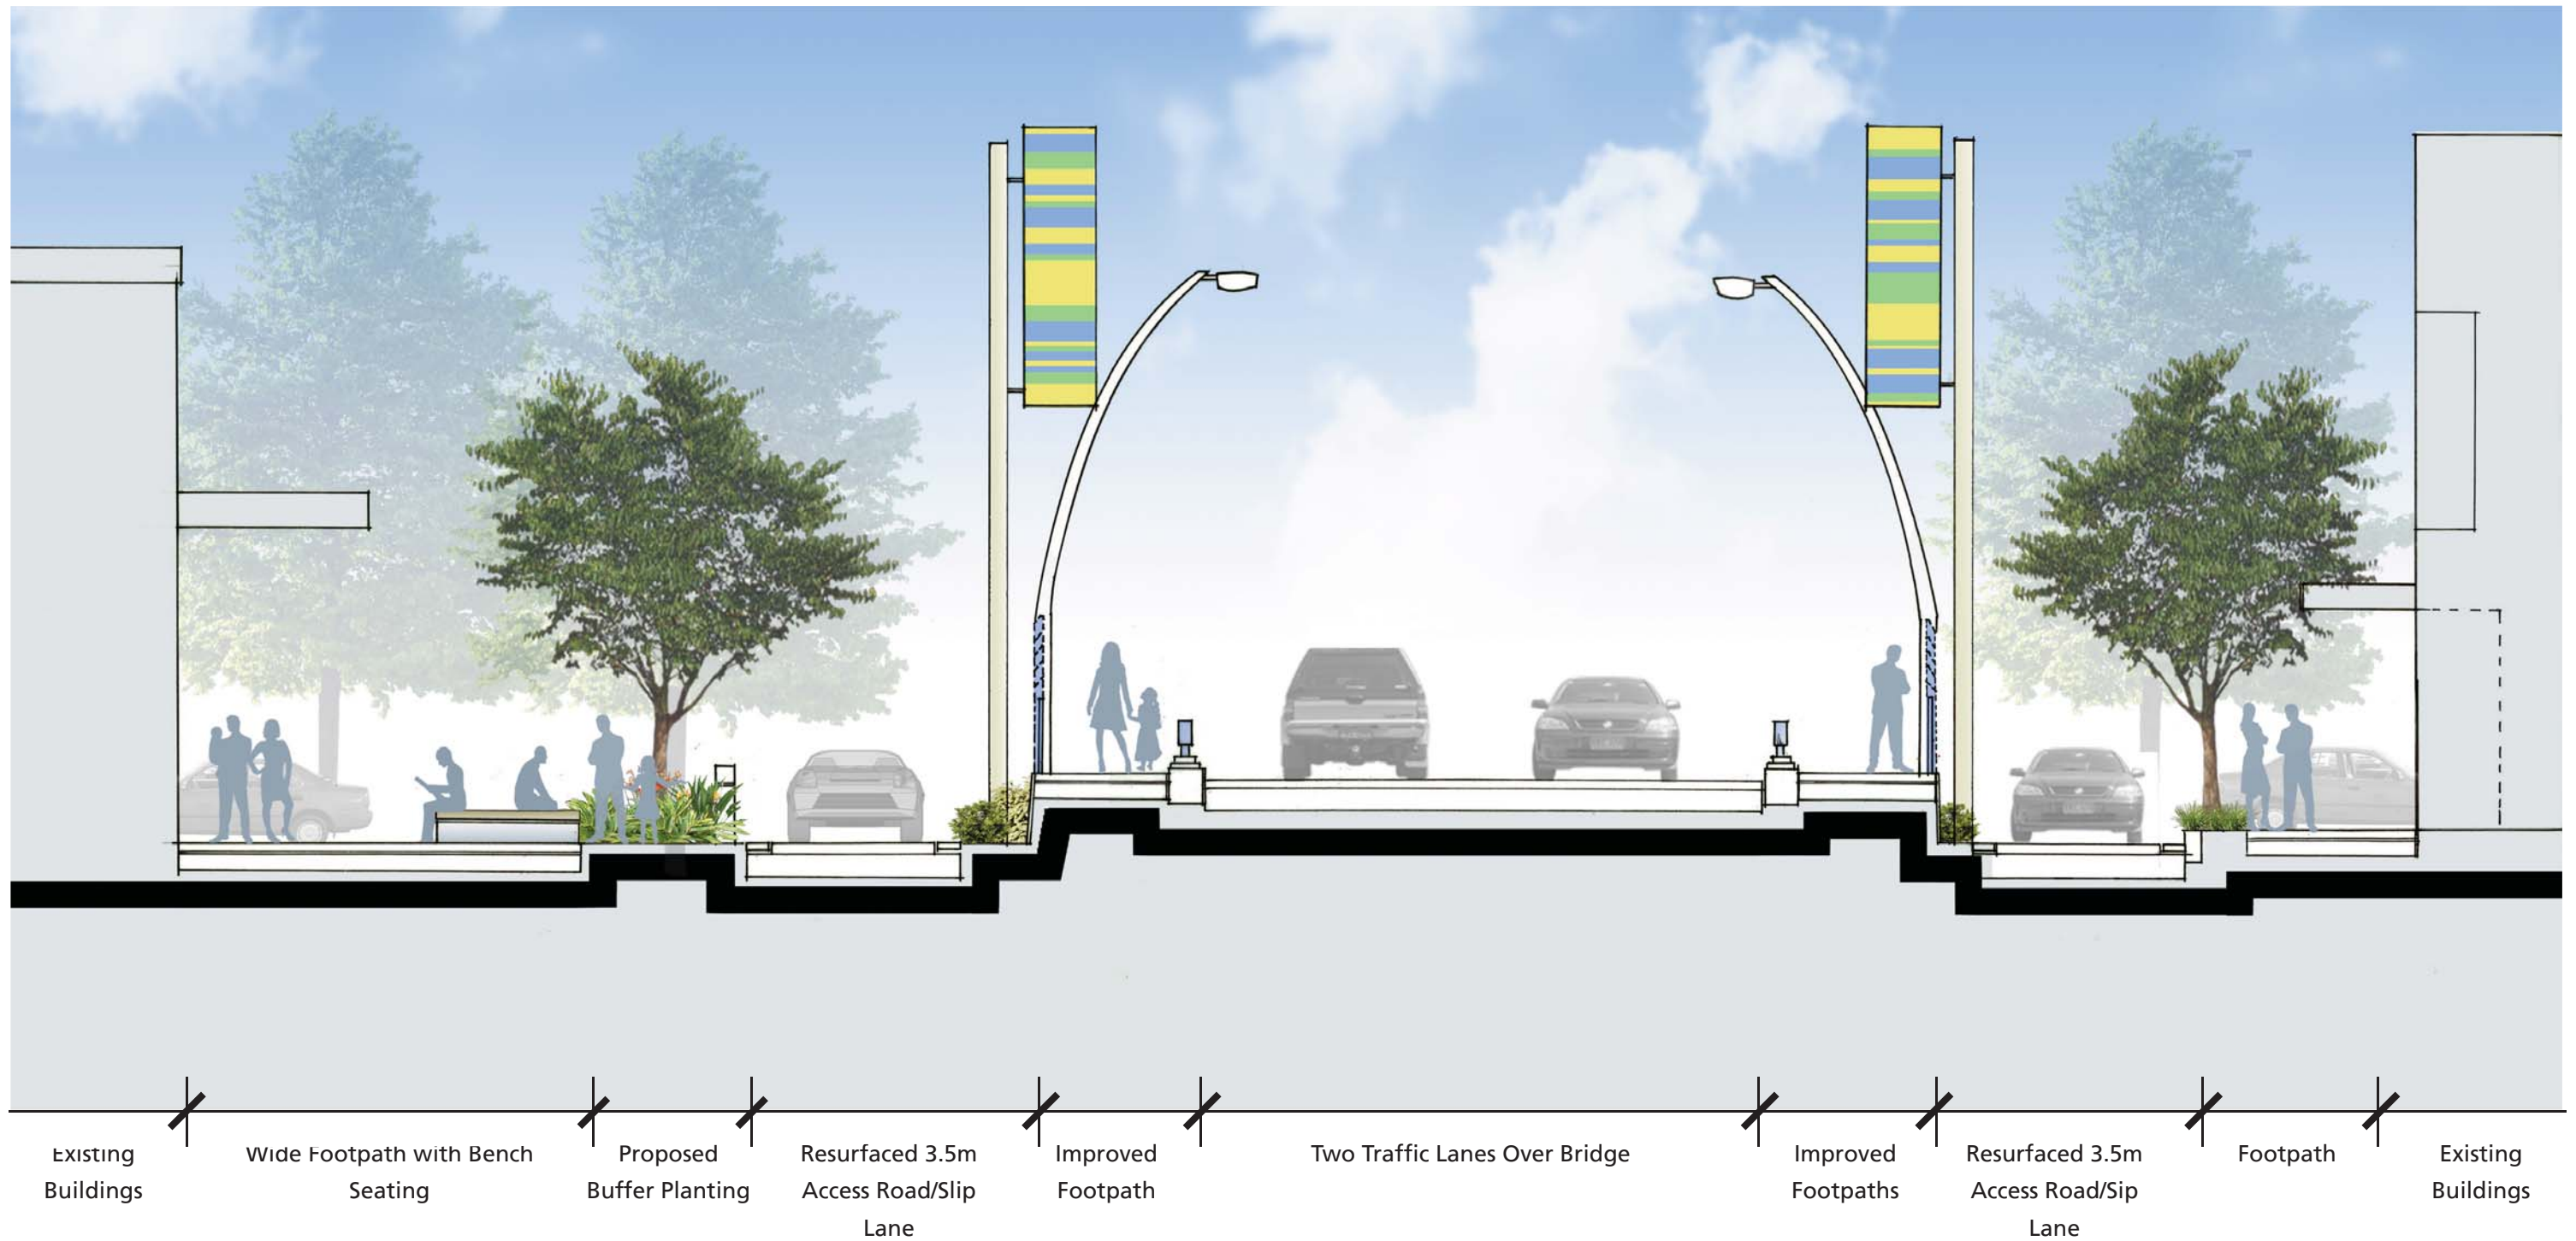 Existing
Buildings
Wide Footpath with Bench
Seating
Proposed
Buffer Planting
Resurfaced 3.5m
Access Road/Slip
Lane
Improved
Footpath
Two Traffic Lanes Over Bridge
Improved
Footpaths
Resurfaced 3.5m
Access Road/Sip
Lane
Footpath
Existing
Buildings